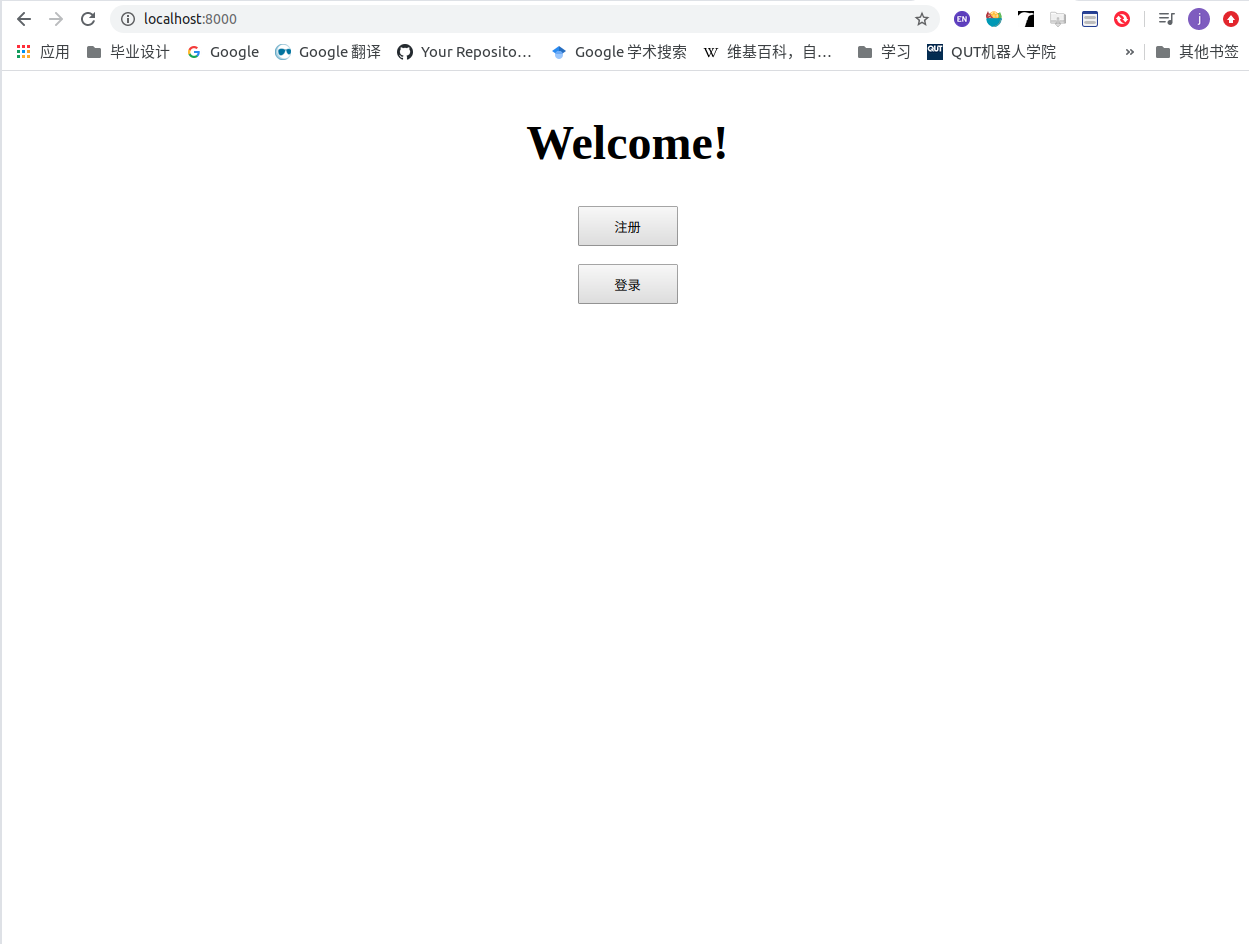 localhost:8000
EN
j
应用 毕业设计 Google Google 翻译 Your Reposito… Google 学术搜索 W 维基百科，自… 学习 QUT QUT机器人学院 » 其他书签
Welcome!
注册
登录